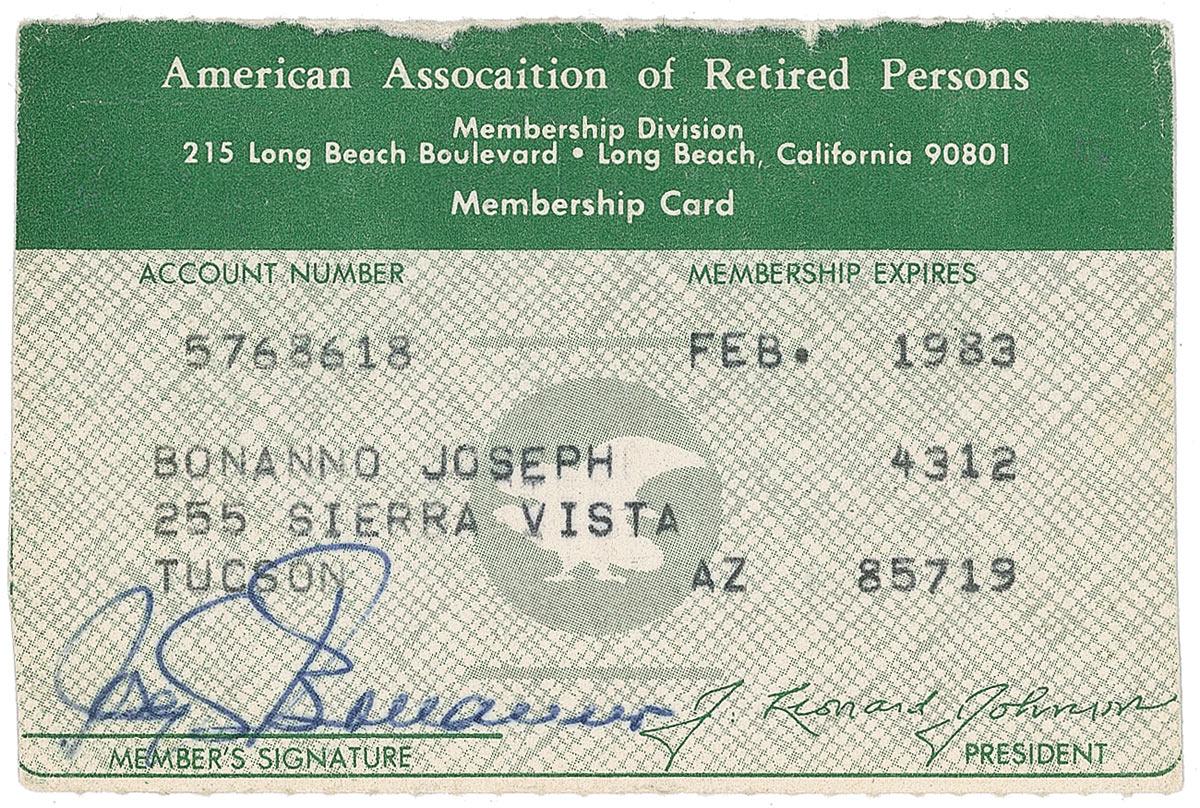 American Assocaition of Retired Persons
Membership Division
215 Long Beach Boulevard • Long Beach, California 90801
Membership Card
ACCOUNT NUMBER MEMBERSHIP EXPIRES
5768618 FEB. 1983
BONANNO JOSEPH 4312
255 SIERRA VISTA
TUCSON AZ 85719
Joseph Bonanno J Leonard Johnson
MEMBER'S SIGNATURE PRESIDENT